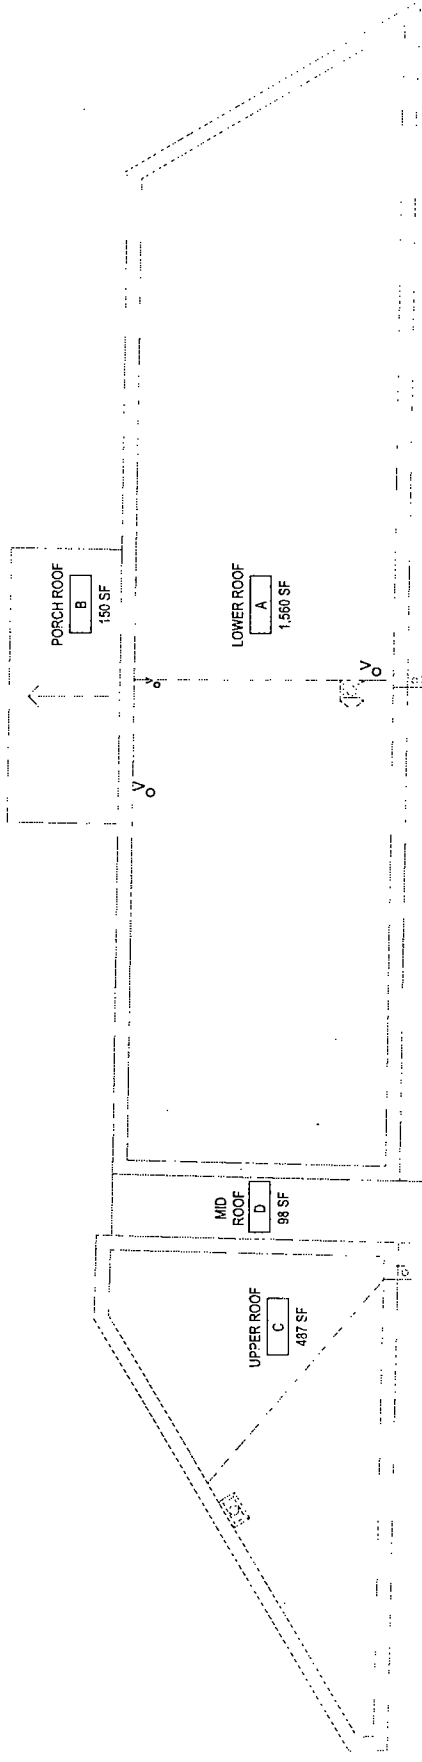 PORCH ROOF
B
150 SF
LOWER ROOF
A
1,560 SF
V
V
V
MID
ROOF
D
98 SF
UPPER ROOF
C
487 SF